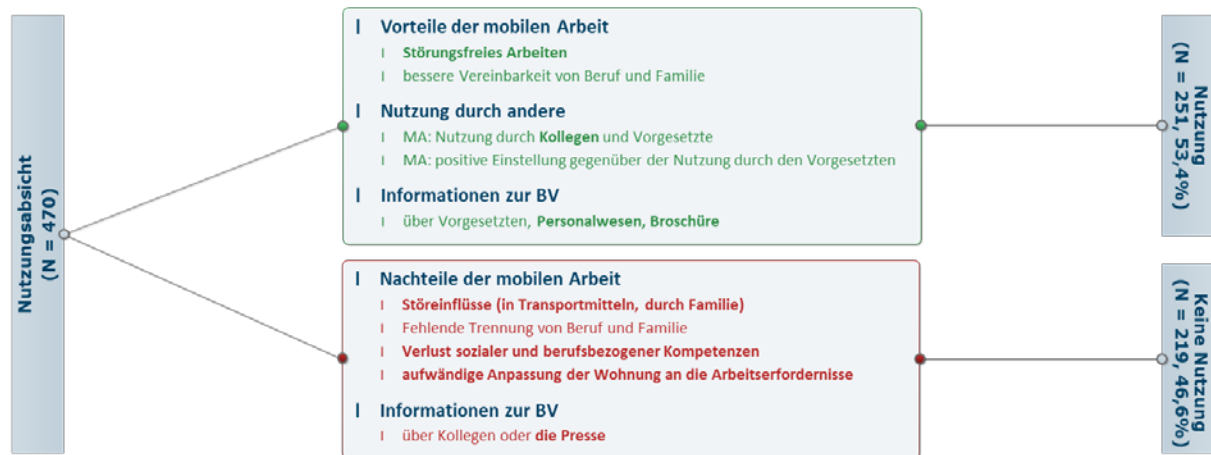 Nutzungsabsicht
(N = 470)
Vorteile der mobilen Arbeit
Störungsfreies Arbeiten
bessere Vereinbarkeit von Beruf und Familie
Nutzung durch andere
MA: Nutzung durch Kollegen und Vorgesetzte
MA: positive Einstellung gegenüber der Nutzung durch den Vorgesetzten
Informationen zur BV
über Vorgesetzten, Personalwesen, Broschüre
Nutzung
(N = 251, 53,4%)
Nachteile der mobilen Arbeit
Störeinflüsse (in Transportmitteln, durch Familie)
Fehlende Trennung von Beruf und Familie
Verlust sozialer und berufsbezogener Kompetenzen
aufwändige Anpassung der Wohnung an die Arbeitserfordernisse
Informationen zur BV
über Kollegen oder die Presse
Keine Nutzung
(N = 219, 46,6%)